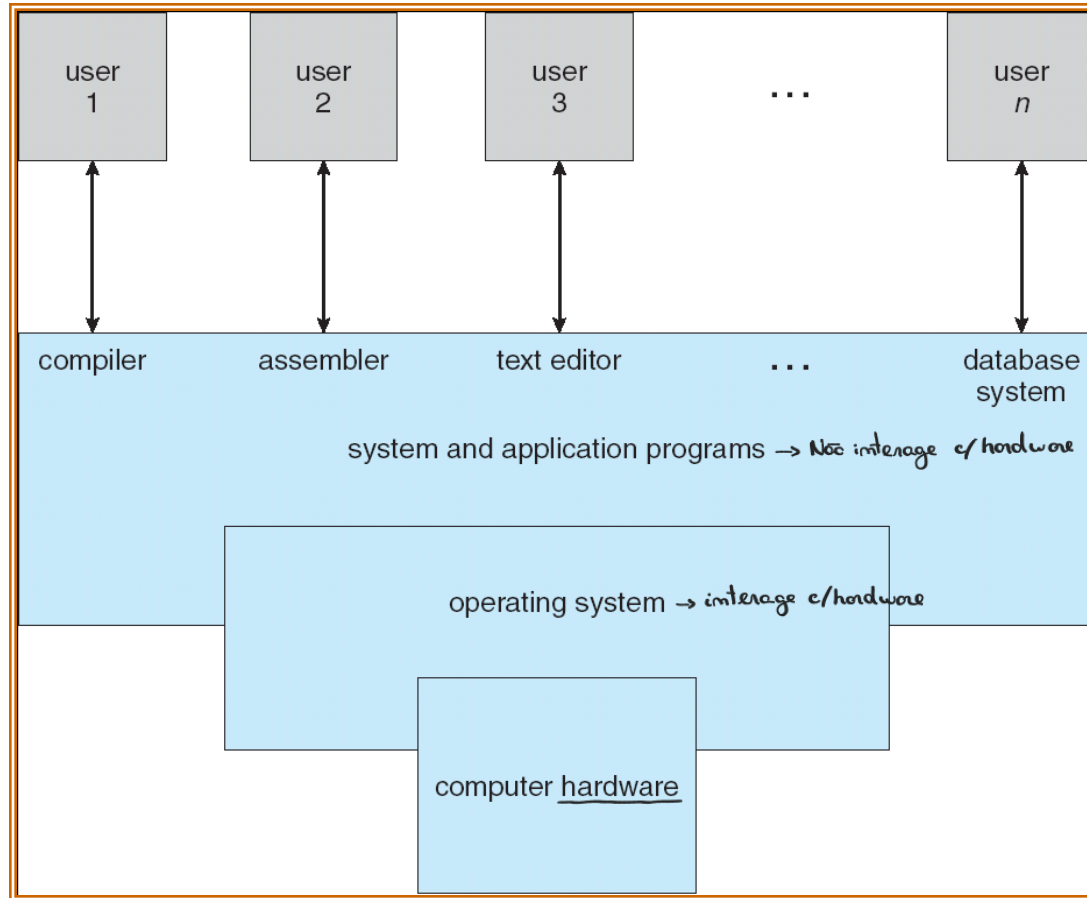 user user user user
1 2 3 ... n
compiler assembler text editor ... database
system
system and application programs → Não interage c/ hardware
operating system → interage c/ hardware
computer hardware